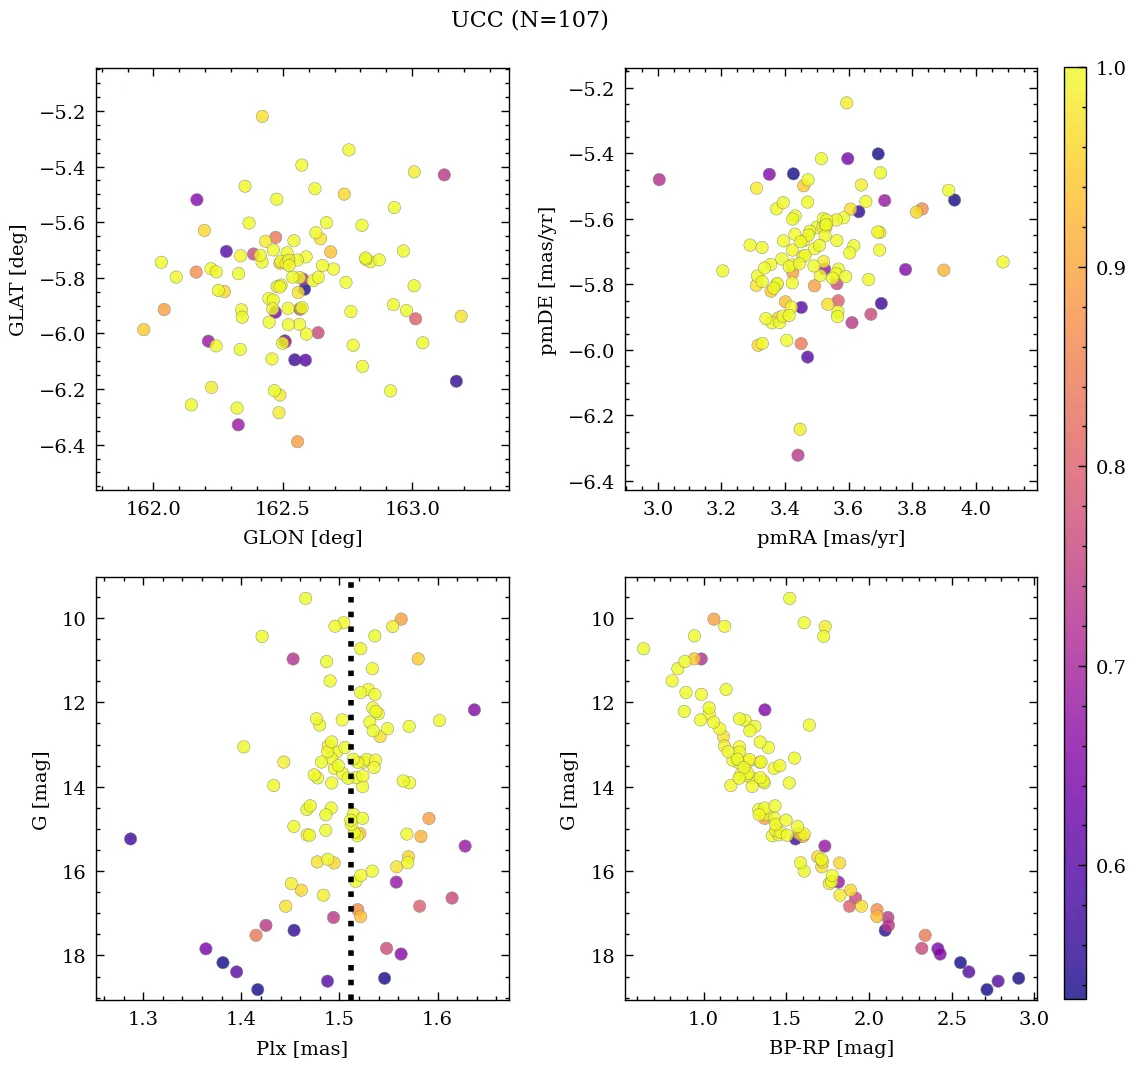 UCC (N=107)
−5.2
−5.4
−5.6
−5.8
−6.0
−6.2
−6.4
GLAT [deg]
162.0 162.5 163.0
GLON [deg]
−5.2
−5.4
−5.6
−5.8
−6.0
−6.2
−6.4
pmDE [mas/yr]
3.0 3.2 3.4 3.6 3.8 4.0
pmRA [mas/yr]
10
12
14
16
18
G [mag]
1.3 1.4 1.5 1.6
Plx [mas]
10
12
14
16
18
G [mag]
1.0 1.5 2.0 2.5 3.0
BP-RP [mag]
1.0
0.9
0.8
0.7
0.6